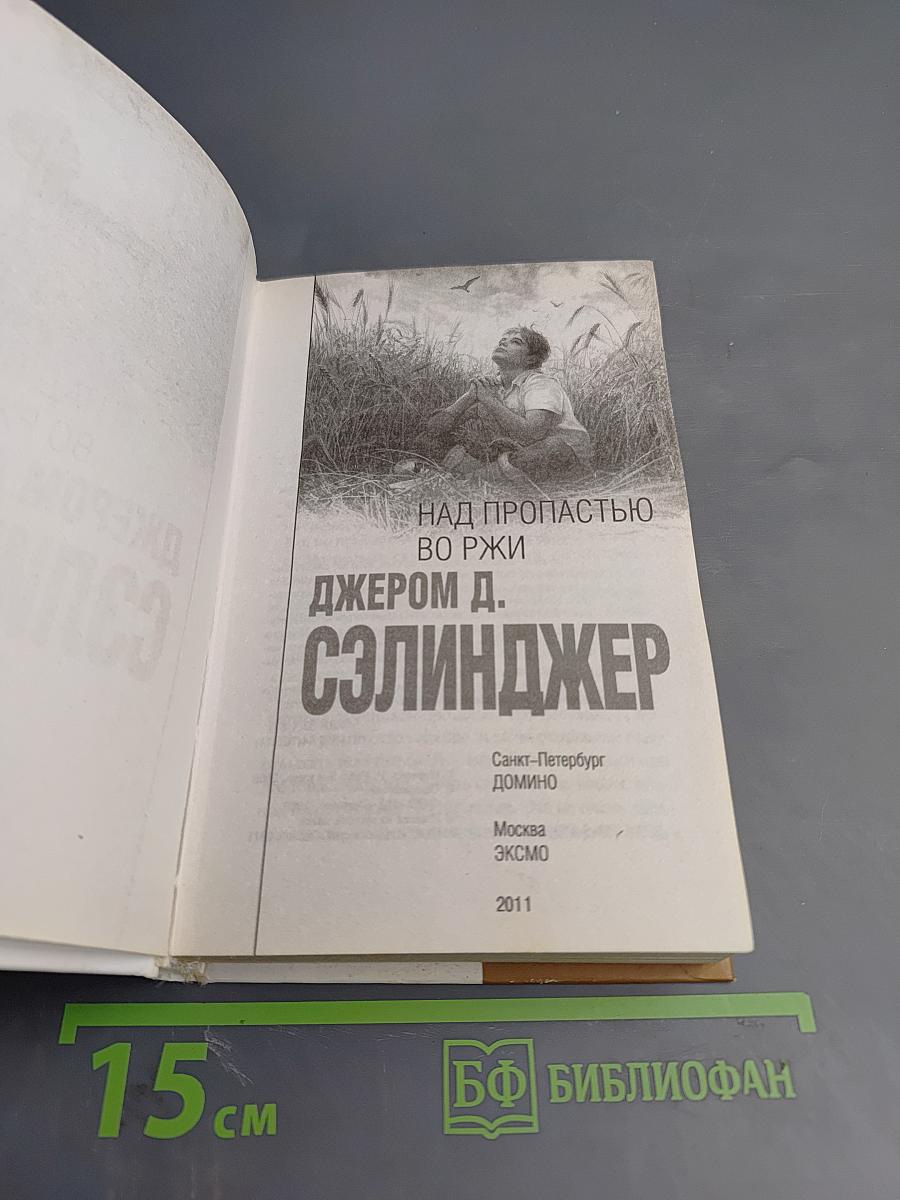 НАД ПРОПАСТЬЮ
ВО РЖИ
ДЖЕРОМ Д.
СЭЛИНДЖЕР
Санкт–Петербург
ДОМИНО
Москва
ЭКСМО
2011
15 СМ
БФ БИБЛИОФАН